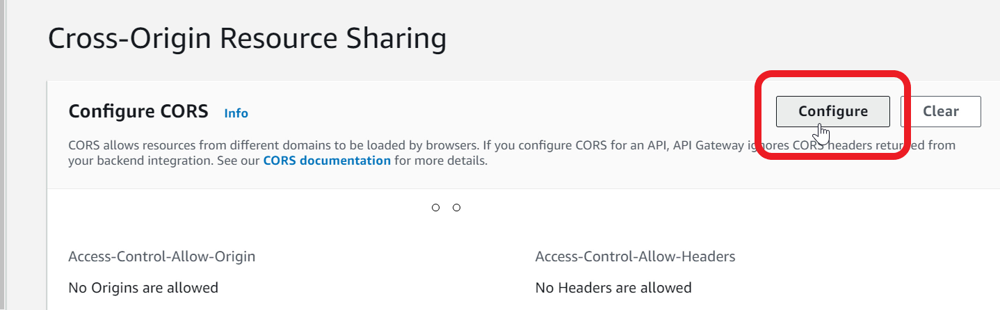 Cross-Origin Resource Sharing
Configure CORS Info Configure Clear
CORS allows resources from different domains to be loaded by browsers. If you configure CORS for an API, API Gateway ignores CORS headers returned from
your backend integration. See our CORS documentation for more details.
Access-Control-Allow-Origin Access-Control-Allow-Headers
No Origins are allowed No Headers are allowed